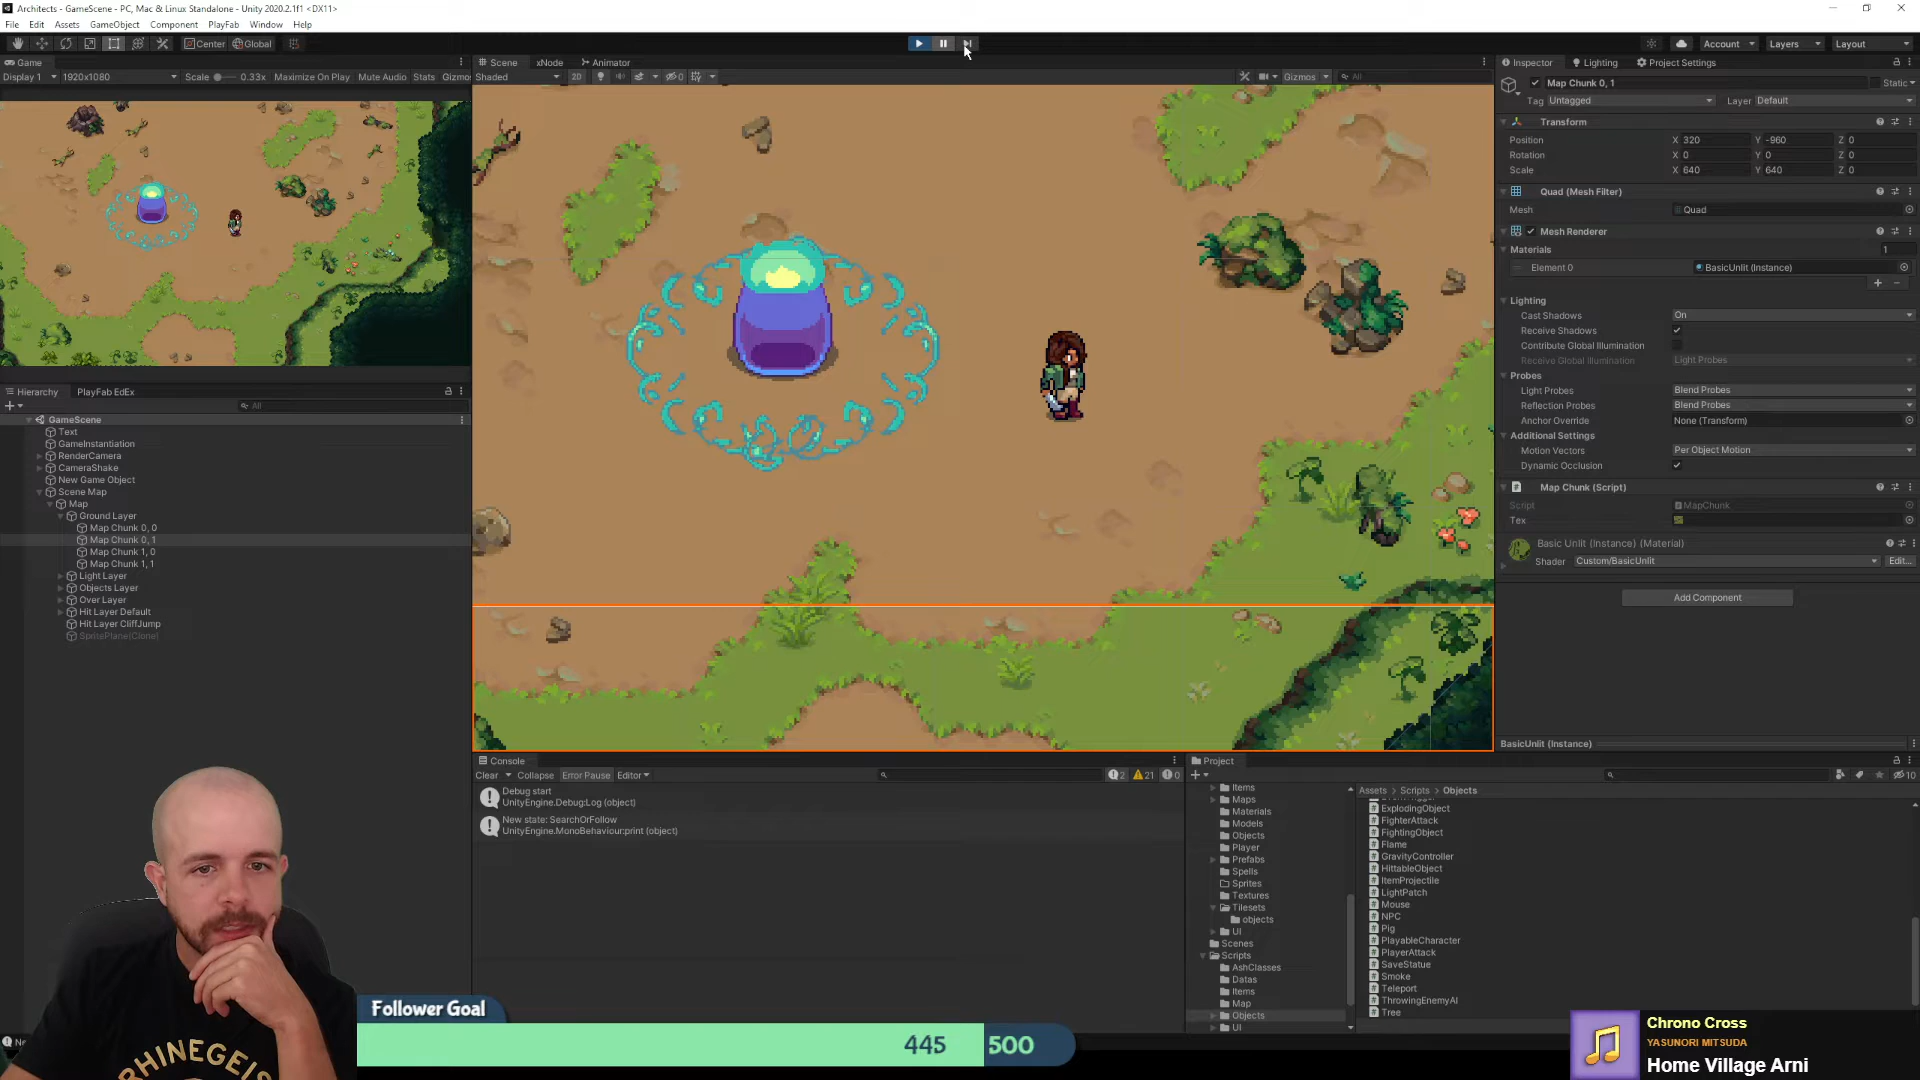 Architects - GameScene - PC, Mac & Linux Standalone - Unity 2020.2.1f1 <DX11>
File Edit Assets GameObject Component PlayFab Window Help
Center Global
Account Layers Layout
Game
Display 1 1920x1080 Scale 0.33x Maximize On Play Mute Audio Stats Gizmo
Scene xNode Animator
Shaded 2D 0 Gizmos All
Inspector Lighting Project Settings
Map Chunk 0, 1 Static
Tag Untagged Layer Default
Transform
Position X 320 Y -960 Z 0
Rotation X 0 Y 0 Z 0
Scale X 640 Y 640 Z 0
Quad (Mesh Filter)
Mesh Quad
Mesh Renderer
Materials 1
Element 0 BasicUnlit (Instance)
Lighting
Cast Shadows On
Receive Shadows
Contribute Global Illumination
Receive Global Illumination Light Probes
Probes
Light Probes Blend Probes
Reflection Probes Blend Probes
Anchor Override None (Transform)
Additional Settings
Motion Vectors Per Object Motion
Dynamic Occlusion
Map Chunk (Script)
Script MapChunk
Tex
Basic Unlit (Instance) (Material)
Shader Custom/BasicUnlit Edit...
Add Component
BasicUnlit (Instance)
Hierarchy PlayFab EdEx
All
GameScene
Text
GameInstantiation
RenderCamera
CameraShake
New Game Object
Scene Map
Map
Ground Layer
Map Chunk 0, 0
Map Chunk 0, 1
Map Chunk 1, 0
Map Chunk 1, 1
Light Layer
Objects Layer
Over Layer
Hit Layer Default
Hit Layer CliffJump
SpritePlane(Clone)
Console
Clear Collapse Error Pause Editor 2 21 0
Debug start
UnityEngine.Debug:Log (object)
New state: SearchOrFollow
UnityEngine.MonoBehaviour:print (object)
Project
10
Items
Maps
Materials
Models
Objects
Player
Prefabs
Spells
Sprites
Textures
Tilesets
objects
UI
Scenes
Scripts
AshClasses
Datas
Items
Map
Objects
UI
Assets Scripts Objects
ExplodingObject
FighterAttack
FightingObject
Flame
GravityController
HittableObject
ItemProjectile
LightPatch
Mouse
NPC
Pig
PlayableCharacter
PlayerAttack
SaveStatue
Smoke
Teleport
ThrowingEnemyAI
Tree
RHINEGEIS
Follower Goal
445 500
Chrono Cross
YASUNORI MITSUDA
Home Village Arni